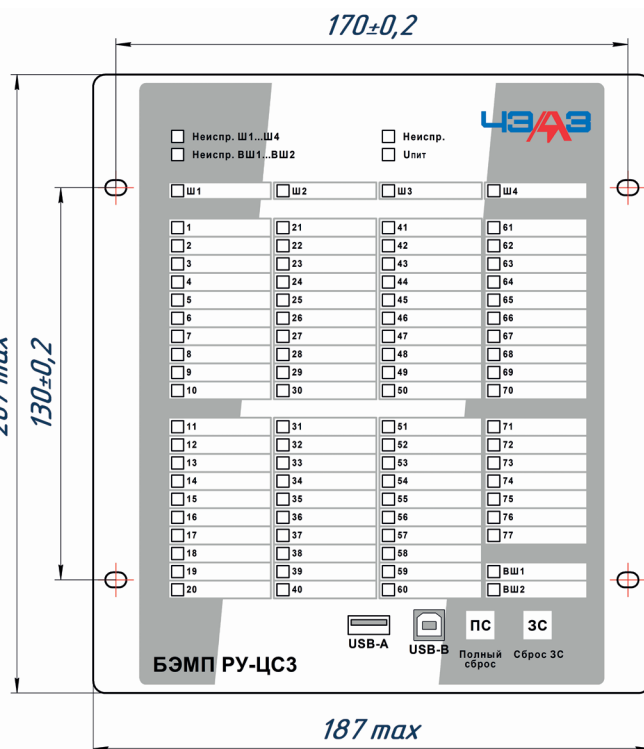 170±0,2
ЧЭАЗ
Неиспр. Ш1...Ш4 Неиспр.
Неиспр. ВШ1...ВШ2 Uпит
Ш1 Ш2 Ш3 Ш4
1 21 41 61
2 22 42 62
3 23 43 63
4 24 44 64
5 25 45 65
6 26 46 66
7 27 47 67
8 28 48 68
9 29 49 69
10 30 50 70
11 31 51 71
12 32 52 72
13 33 53 73
14 34 54 74
15 35 55 75
16 36 56 76
17 37 57 77
18 38 58
19 39 59 ВШ1
20 40 60 ВШ2
130±0,2
max
USB-A USB-B ПС ЗС
Полный Сброс ЗС
сброс
БЭМП РУ-ЦС3
187 max